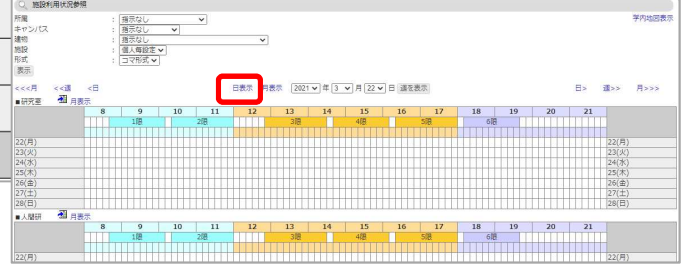 施設利用状況参照
所属 : 指示なし
学内地図表示
キャンパス : 指示なし
建物 : 指示なし
施設 : 個人毎設定
形式 : コマ形式
表示
<<<月 <<週 <日 日表示 月表示 2021 年 3 月 22 日 週を表示 日> 週>> 月>>>
■研究室 月表示
8 9 10 11 12 13 14 15 16 17 18 19 20 21
1限 2限 3限 4限 5限 6限
22(月) 22(月)
23(火) 23(火)
24(水) 24(水)
25(木) 25(木)
26(金) 26(金)
27(土) 27(土)
28(日) 28(日)
■人間研 月表示
8 9 10 11 12 13 14 15 16 17 18 19 20 21
1限 2限 3限 4限 5限 6限
22(月) 22(月)